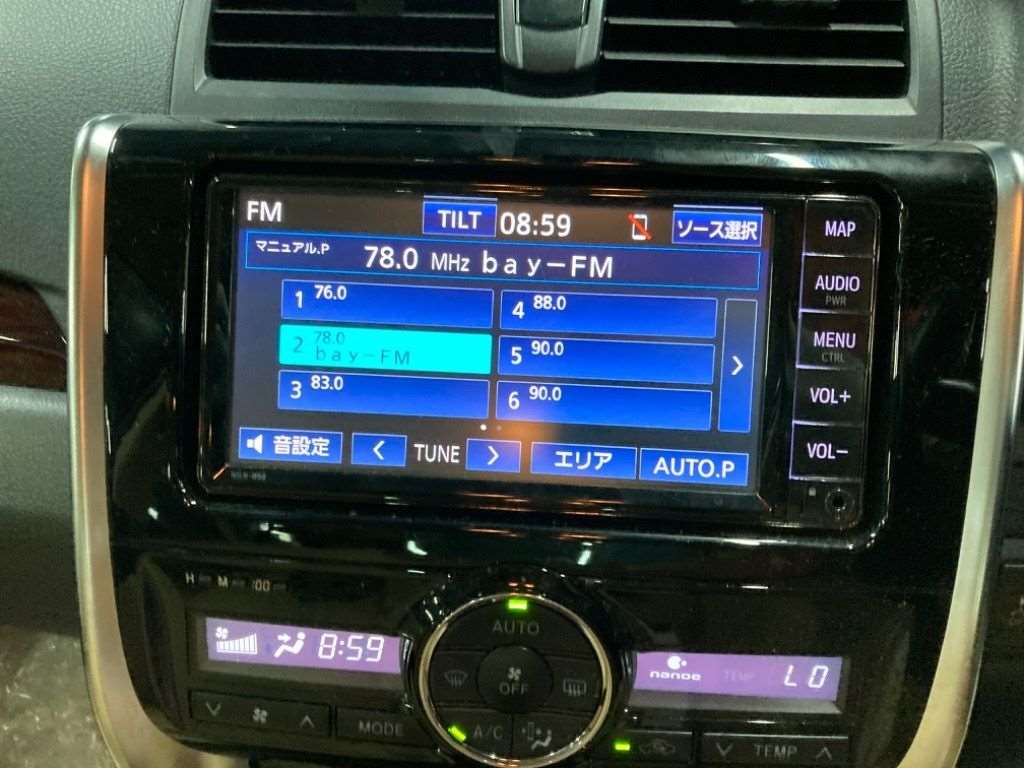 FM TILT 08:59 ソース選択
マニュアル.P 78.0 MHz bay-FM
1 76.0
2 78.0 bay-FM
3 83.0
4 88.0
5 90.0
6 90.0
音設定 < TUNE > エリア AUTO.P
MAP
AUDIO
PWR
MENU
CTRL
VOL+
VOL-
H M :00
8:59
AUTO
OFF
A/C
MODE
nanoe TEMP LO
TEMP